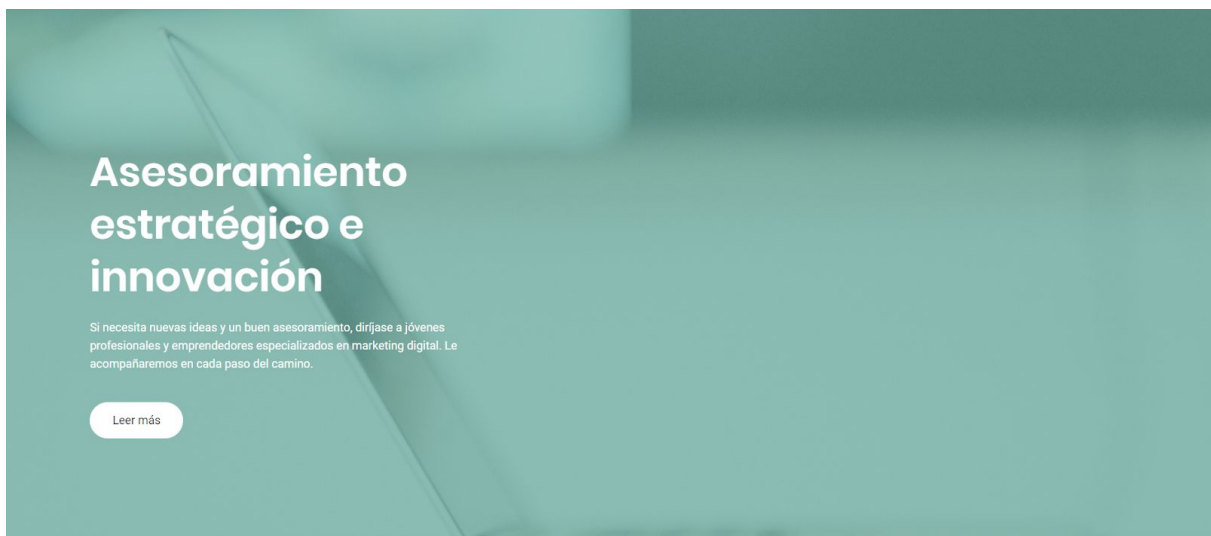 Asesoramiento
estratégico e
innovación
Si necesita nuevas ideas y un buen asesoramiento, diríjase a jóvenes
profesionales y emprendedores especializados en marketing digital. Le
acompañaremos en cada paso del camino.
Leer más